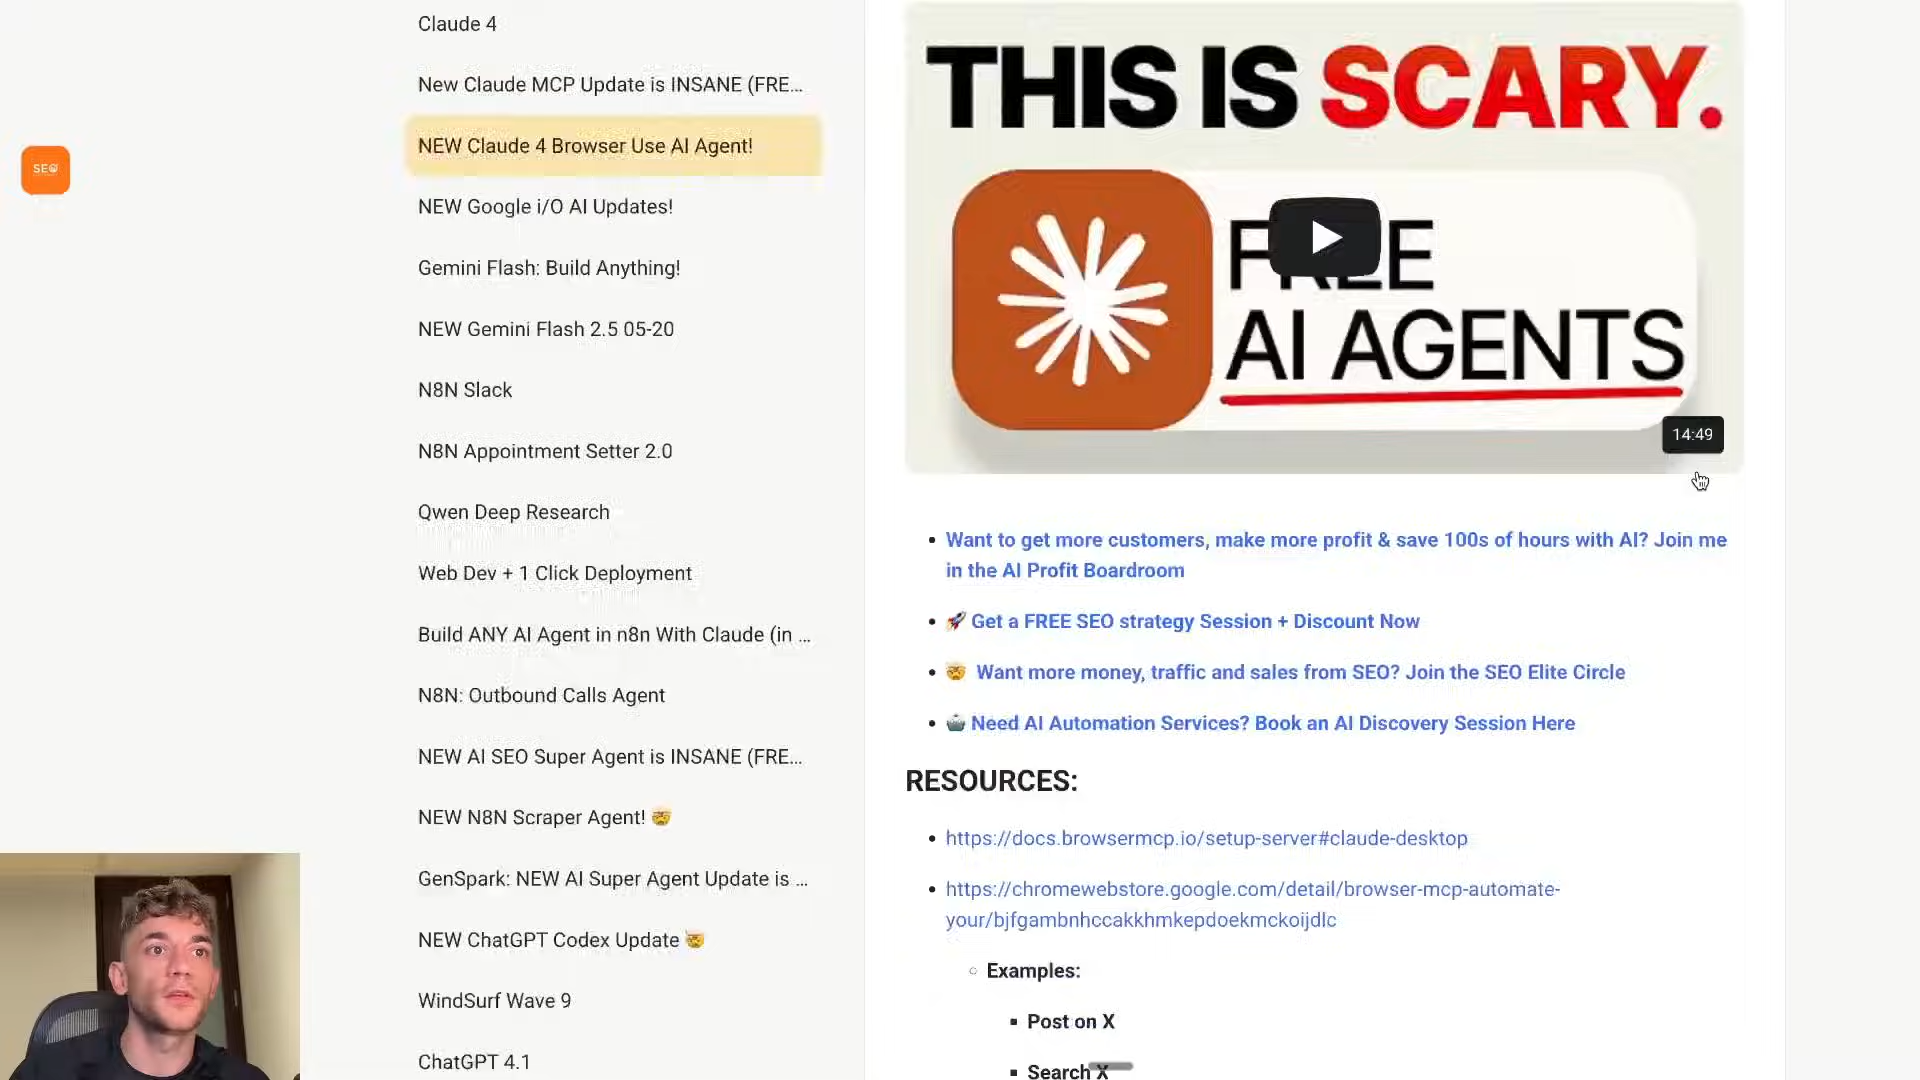 Claude 4
New Claude MCP Update is INSANE (FRE...
NEW Claude 4 Browser Use AI Agent!
NEW Google i/O AI Updates!
Gemini Flash: Build Anything!
NEW Gemini Flash 2.5 05-20
N8N Slack
N8N Appointment Setter 2.0
Qwen Deep Research
Web Dev + 1 Click Deployment
Build ANY AI Agent in n8n With Claude (in ...
N8N: Outbound Calls Agent
NEW AI SEO Super Agent is INSANE (FRE...
NEW N8N Scraper Agent! 🤯
GenSpark: NEW AI Super Agent Update is ...
NEW ChatGPT Codex Update 🤯
WindSurf Wave 9
ChatGPT 4.1
SEO
THIS IS SCARY.
FREE
AI AGENTS
14:49
Want to get more customers, make more profit & save 100s of hours with AI? Join me
in the AI Profit Boardroom
🚀 Get a FREE SEO strategy Session + Discount Now
🤯 Want more money, traffic and sales from SEO? Join the SEO Elite Circle
🤖 Need AI Automation Services? Book an AI Discovery Session Here
RESOURCES:
https://docs.browsermcp.io/setup-server#claude-desktop
https://chromewebstore.google.com/detail/browser-mcp-automate-
your/bjfgambnhccakkhmkepdoekmckoijdlc
Examples:
Post on X
Search X